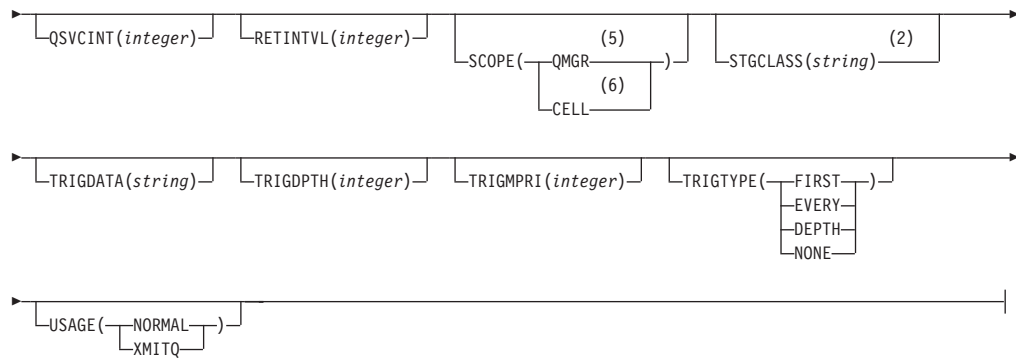 QSVCINT(integer) RETINTVL(integer) SCOPE( QMGR (5) ) STGCLASS(string) (2)
CELL (6)
TRIGDATA(string) TRIGDPTH(integer) TRIGMPRI(integer) TRIGTYPE( FIRST )
EVERY
DEPTH
NONE
USAGE( NORMAL )
XMITQ